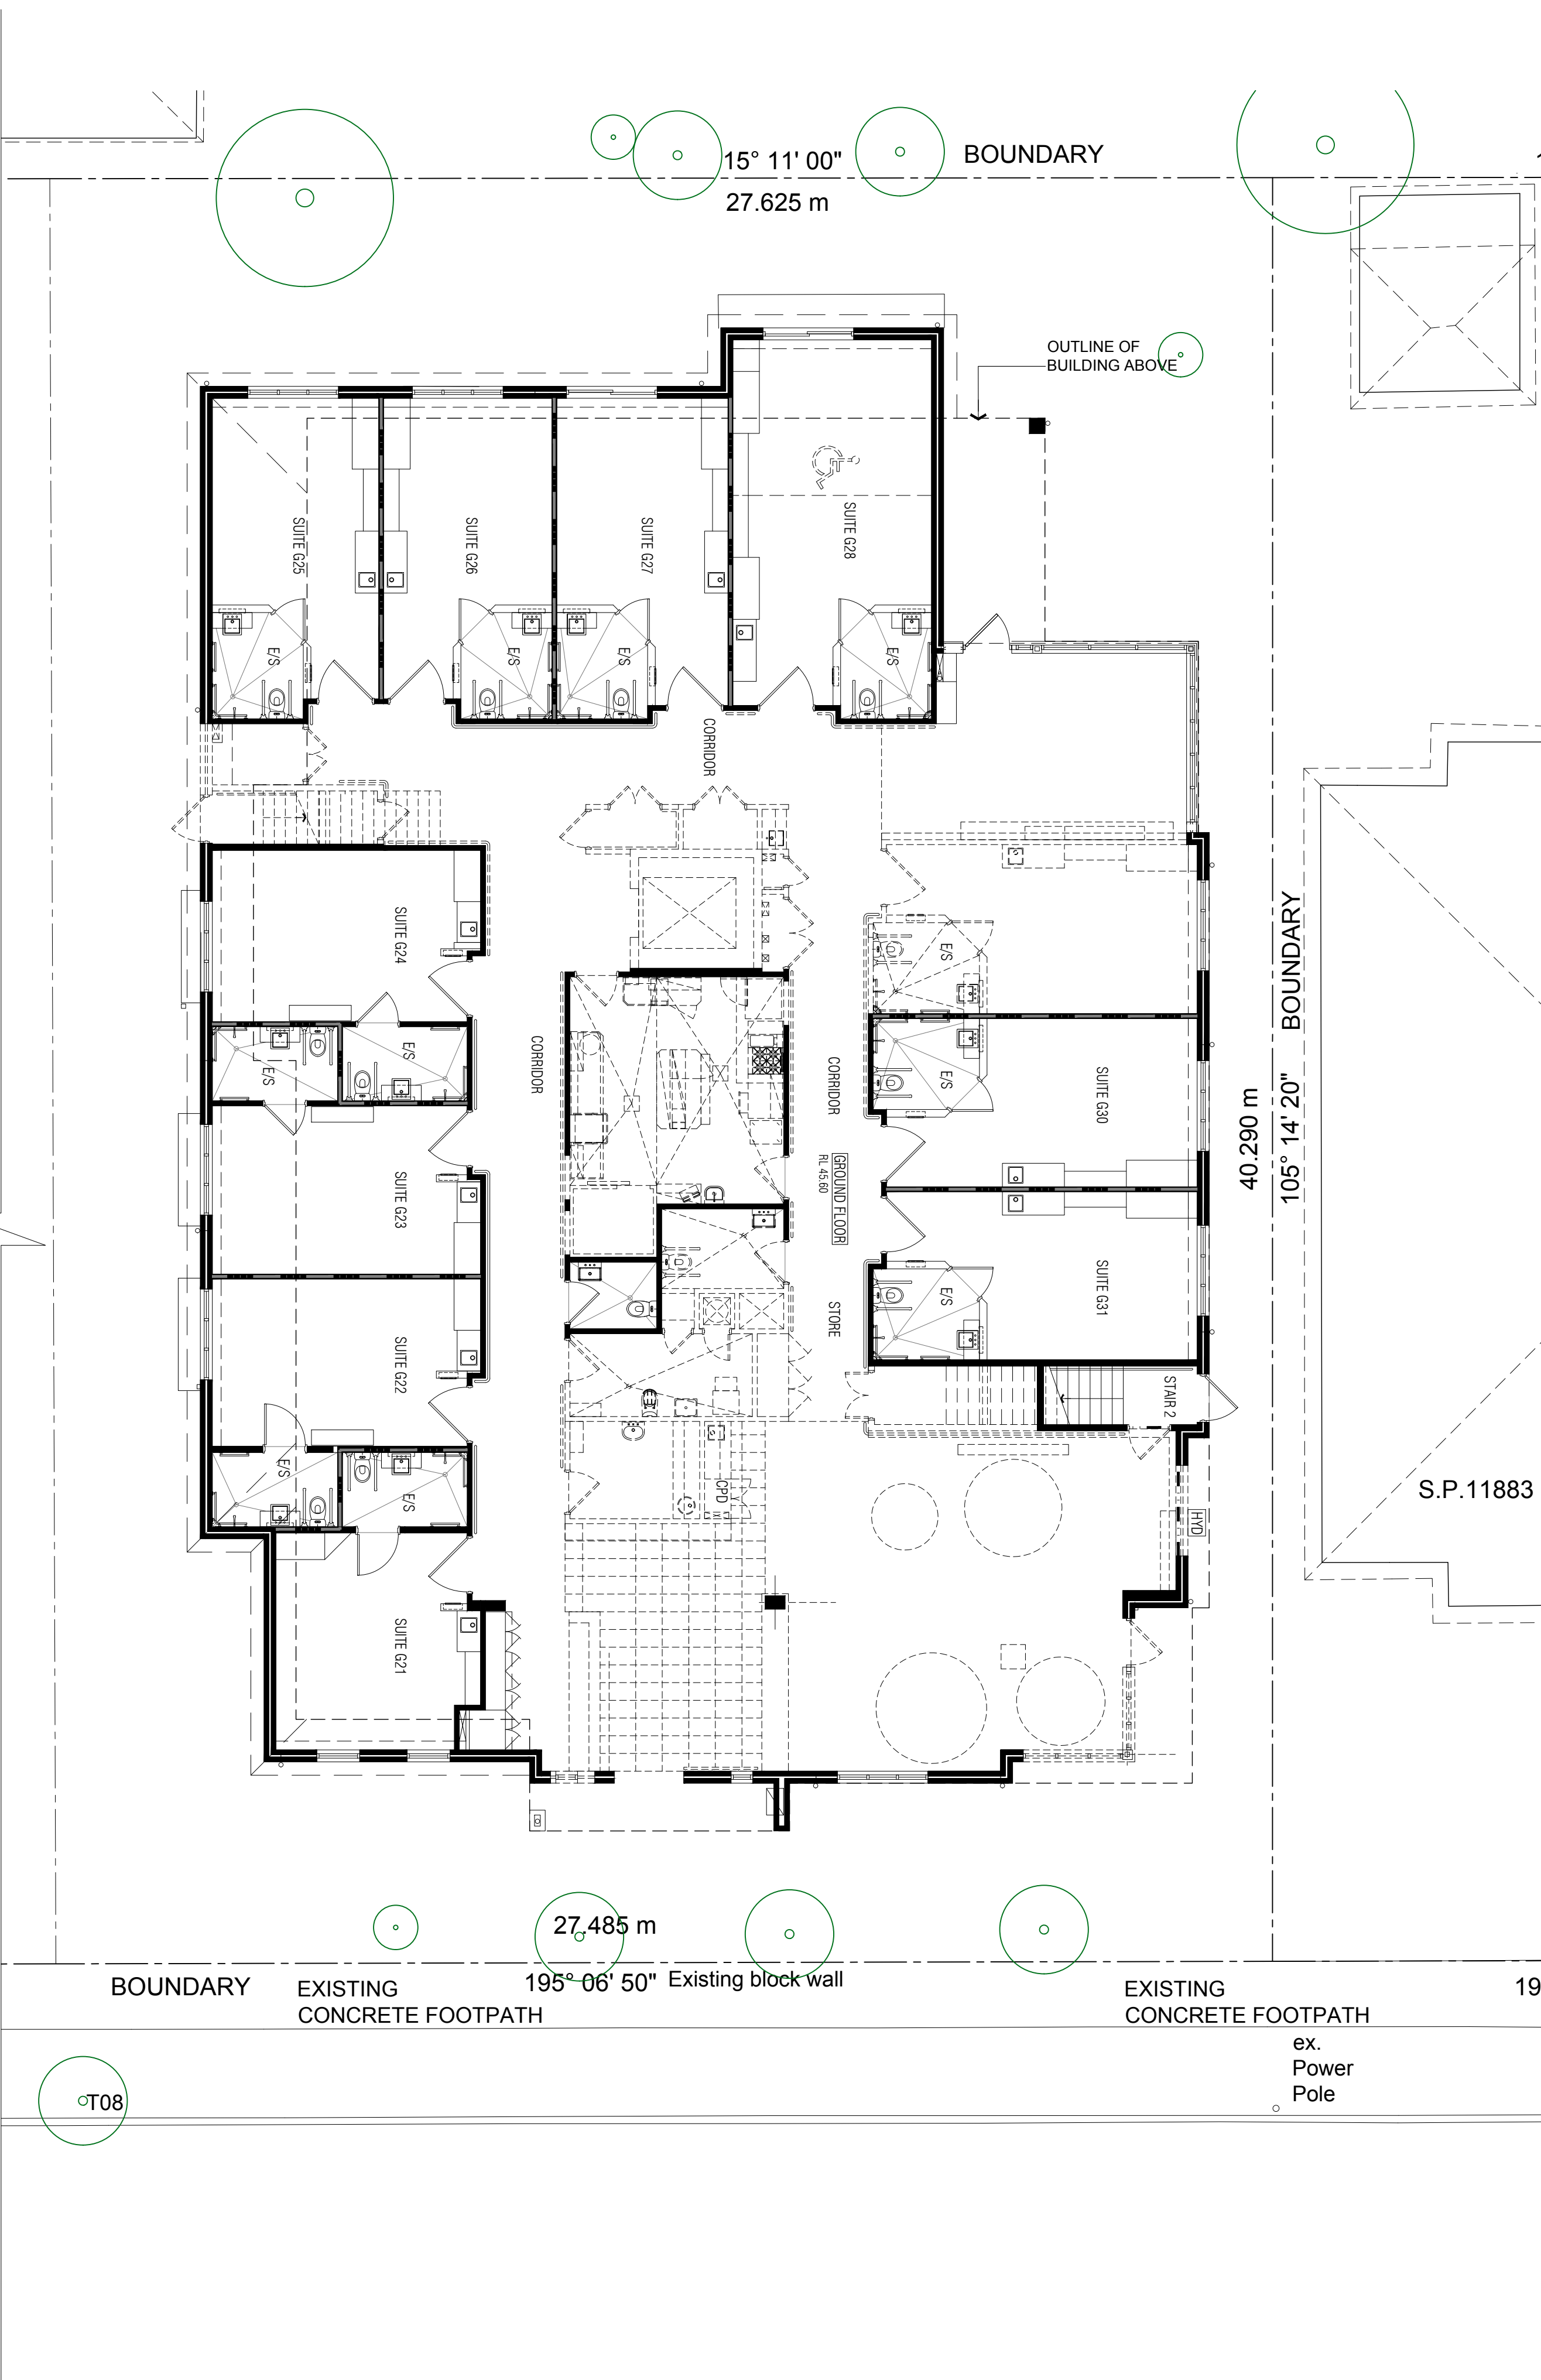 15° 11' 00"
BOUNDARY
27.625 m
OUTLINE OF
BUILDING ABOVE
SUITE G25
SUITE G26
SUITE G27
SUITE G28
E/S
E/S
E/S
E/S
CORRIDOR
SUITE G24
E/S
E/S
E/S
CORRIDOR
CORRIDOR
E/S
SUITE G30
BOUNDARY
105° 14' 20"
40.290 m
SUITE G23
GROUND FLOOR
RL 45.60
SUITE G22
STORE
E/S
SUITE G31
STAIR 2
E/S
E/S
CPD
HYD
S.P.11883
SUITE G21
27.485 m
BOUNDARY
EXISTING
CONCRETE FOOTPATH
195° 06' 50"
Existing block wall
EXISTING
CONCRETE FOOTPATH
19
ex.
Power
Pole
T08